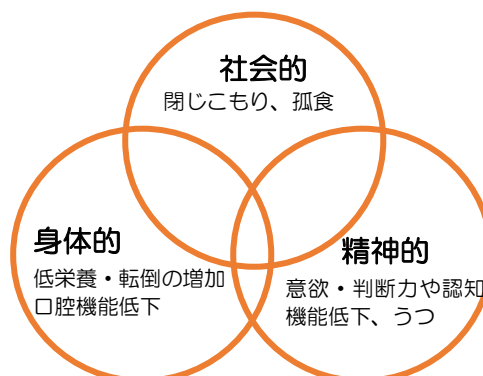 社会的
閉じこもり、孤食
身体的
低栄養・転倒の増加
口腔機能低下
精神的
意欲・判断力や認知
機能低下、うつ